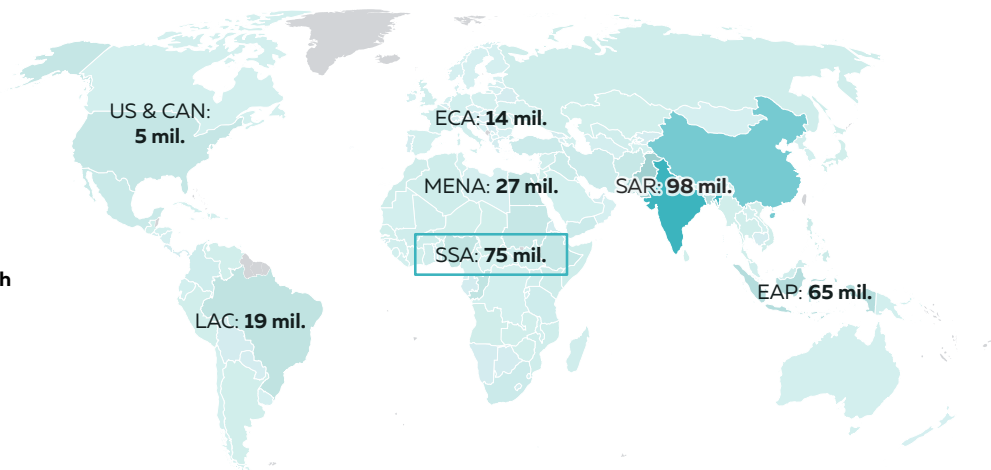 US & CAN:
5 mil.
ECA: 14 mil.
MENA: 27 mil.
SAR: 98 mil.
SSA: 75 mil.
h
EAP: 65 mil.
LAC: 19 mil.